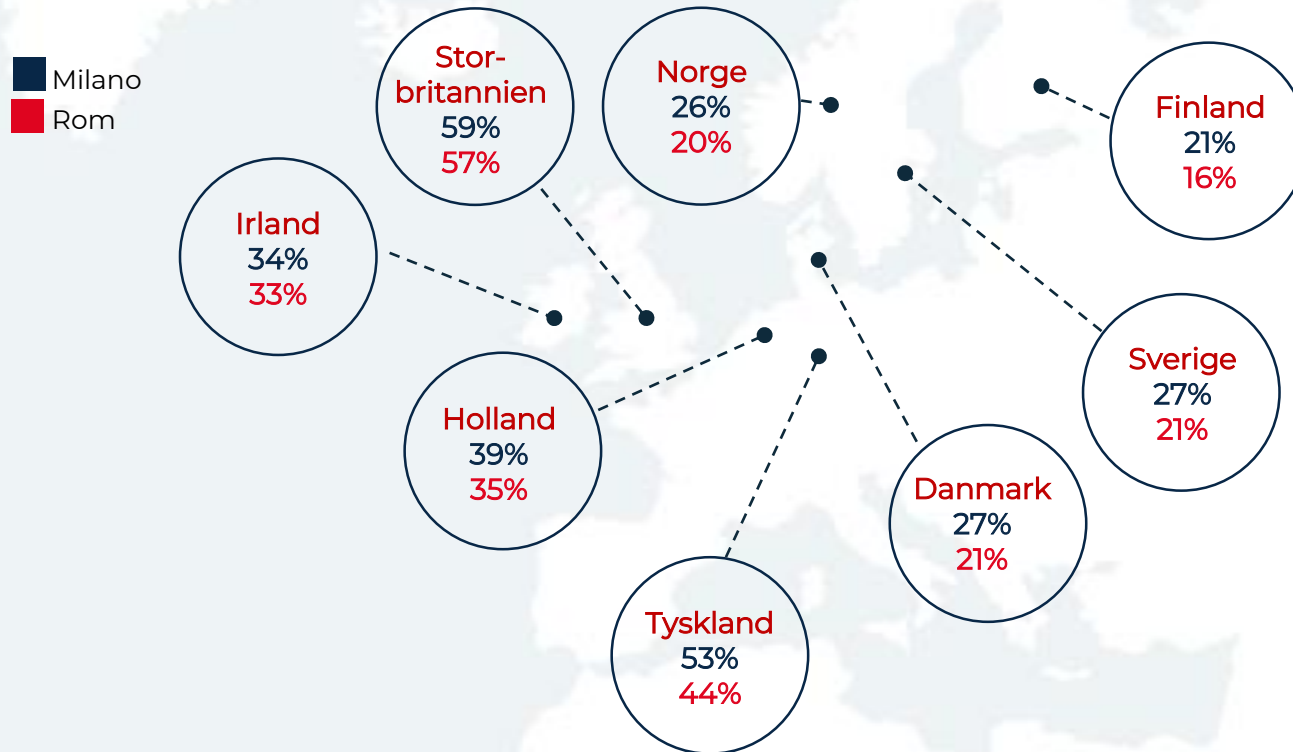 Milano
Rom
Stor-
britannien
59%
57%
Norge
26%
20%
Finland
21%
16%
Irland
34%
33%
Sverige
27%
21%
Holland
39%
35%
Danmark
27%
21%
Tyskland
53%
44%